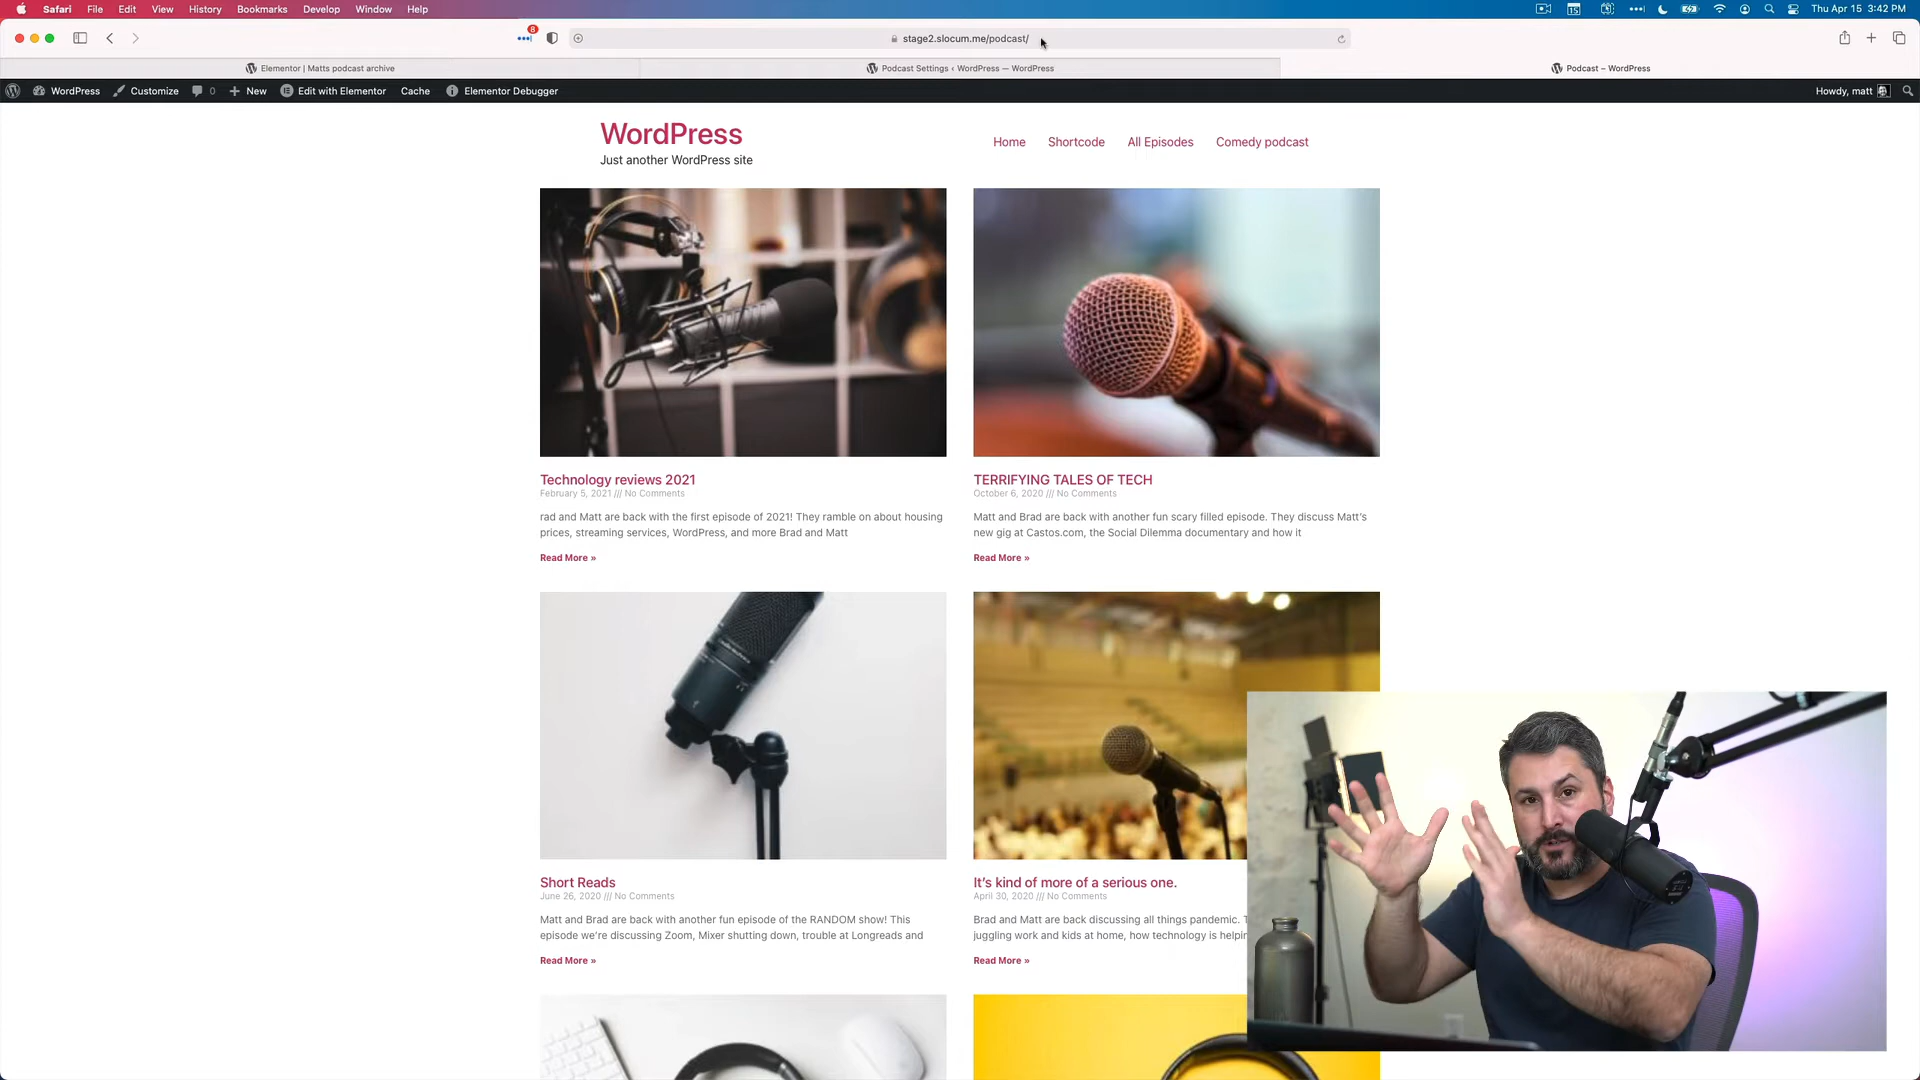 Safari File Edit View History Bookmarks Develop Window Help
15 Thu Apr 15 3:42 PM
8
stage2.slocum.me/podcast/
Elementor | Matts podcast archive
Podcast Settings ‹ WordPress — WordPress
Podcast – WordPress
WordPress Customize 0 New Edit with Elementor Cache Elementor Debugger
Howdy, matt
WordPress
Just another WordPress site
Home Shortcode All Episodes Comedy podcast
Technology reviews 2021
February 5, 2021 /// No Comments
rad and Matt are back with the first episode of 2021! They ramble on about housing
prices, streaming services, WordPress, and more Brad and Matt
Read More »
TERRIFYING TALES OF TECH
October 6, 2020 /// No Comments
Matt and Brad are back with another fun scary filled episode. They discuss Matt's
new gig at Castos.com, the Social Dilemma documentary and how it
Read More »
Short Reads
June 26, 2020 /// No Comments
Matt and Brad are back with another fun episode of the RANDOM show! This
episode we're discussing Zoom, Mixer shutting down, trouble at Longreads and
Read More »
It's kind of more of a serious one.
April 30, 2020 /// No Comments
Brad and Matt are back discussing all things pandemic.
juggling work and kids at home, how technology is
Read More »